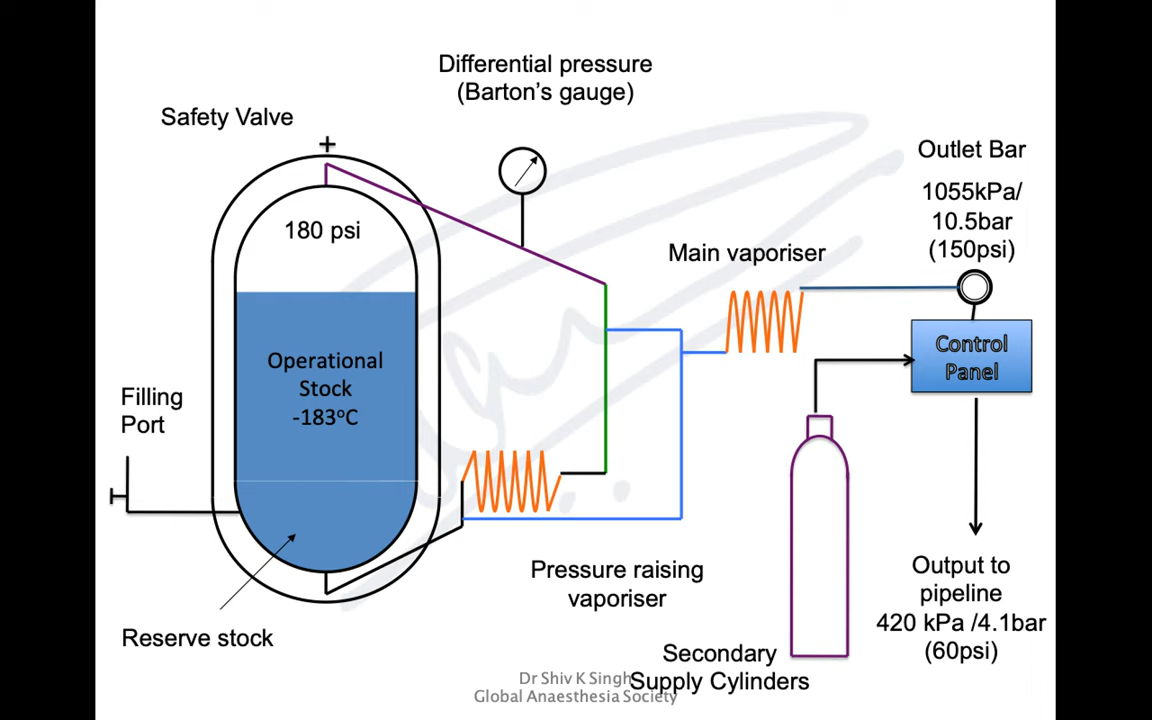 Differential pressure
(Barton's gauge)
Safety Valve
+
Outlet Bar
1055kPa/
10.5bar
(150psi)
180 psi
Main vaporiser
Control
Panel
Operational
Stock
-183ºC
Filling
Port
Pressure raising
vaporiser
Output to
pipeline
420 kPa /4.1bar
(60psi)
Reserve stock
Secondary
Supply Cylinders
Dr Shiv K Singh
Global Anaesthesia Society